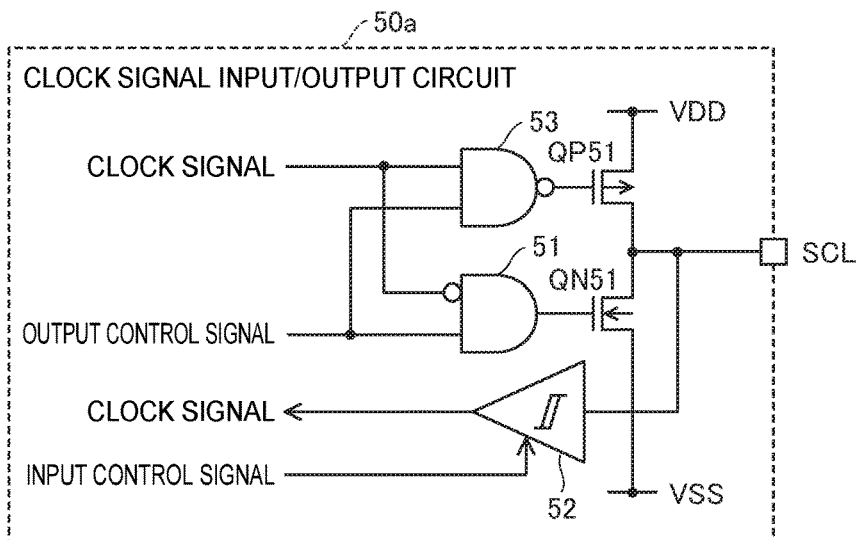 50a
CLOCK SIGNAL INPUT/OUTPUT CIRCUIT
53
VDD
CLOCK SIGNAL
QP51
51
SCL
QN51
OUTPUT CONTROL SIGNAL
CLOCK SIGNAL
INPUT CONTROL SIGNAL
52
VSS